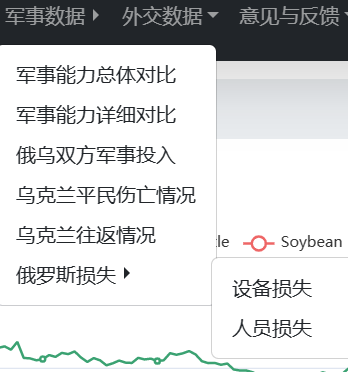 军事数据 外交数据 意见与反馈
军事能力总体对比
军事能力详细对比
俄乌双方军事投入
乌克兰平民伤亡情况
乌克兰往返情况
Soybean
俄罗斯损失
设备损失
人员损失